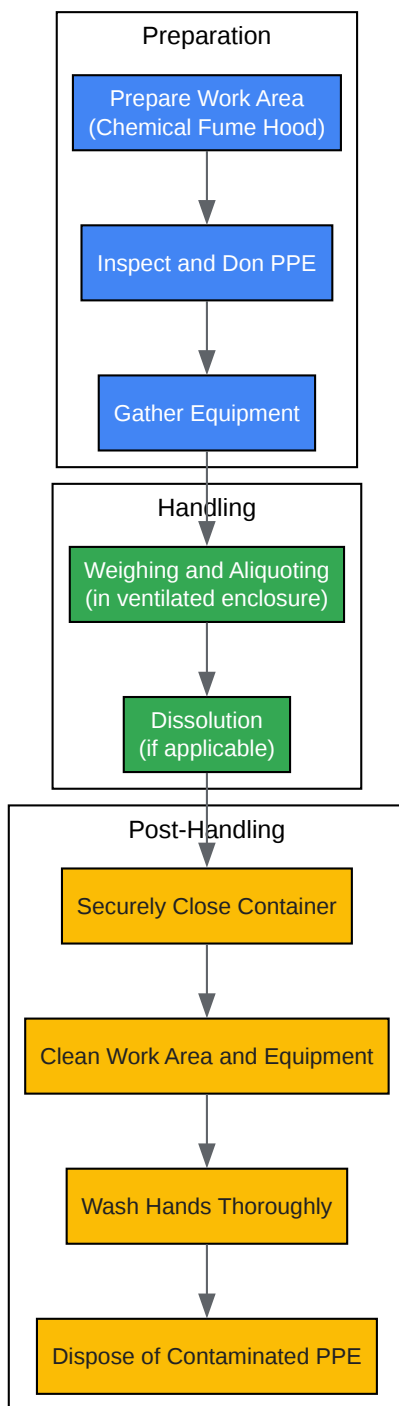 Preparation
Prepare Work Area
(Chemical Fume Hood)
Inspect and Don PPE
Gather Equipment
Handling
Weighing and Aliquoting
(in ventilated enclosure)
Dissolution
(if applicable)
Post-Handling
Securely Close Container
Clean Work Area and Equipment
Wash Hands Thoroughly
Dispose of Contaminated PPE